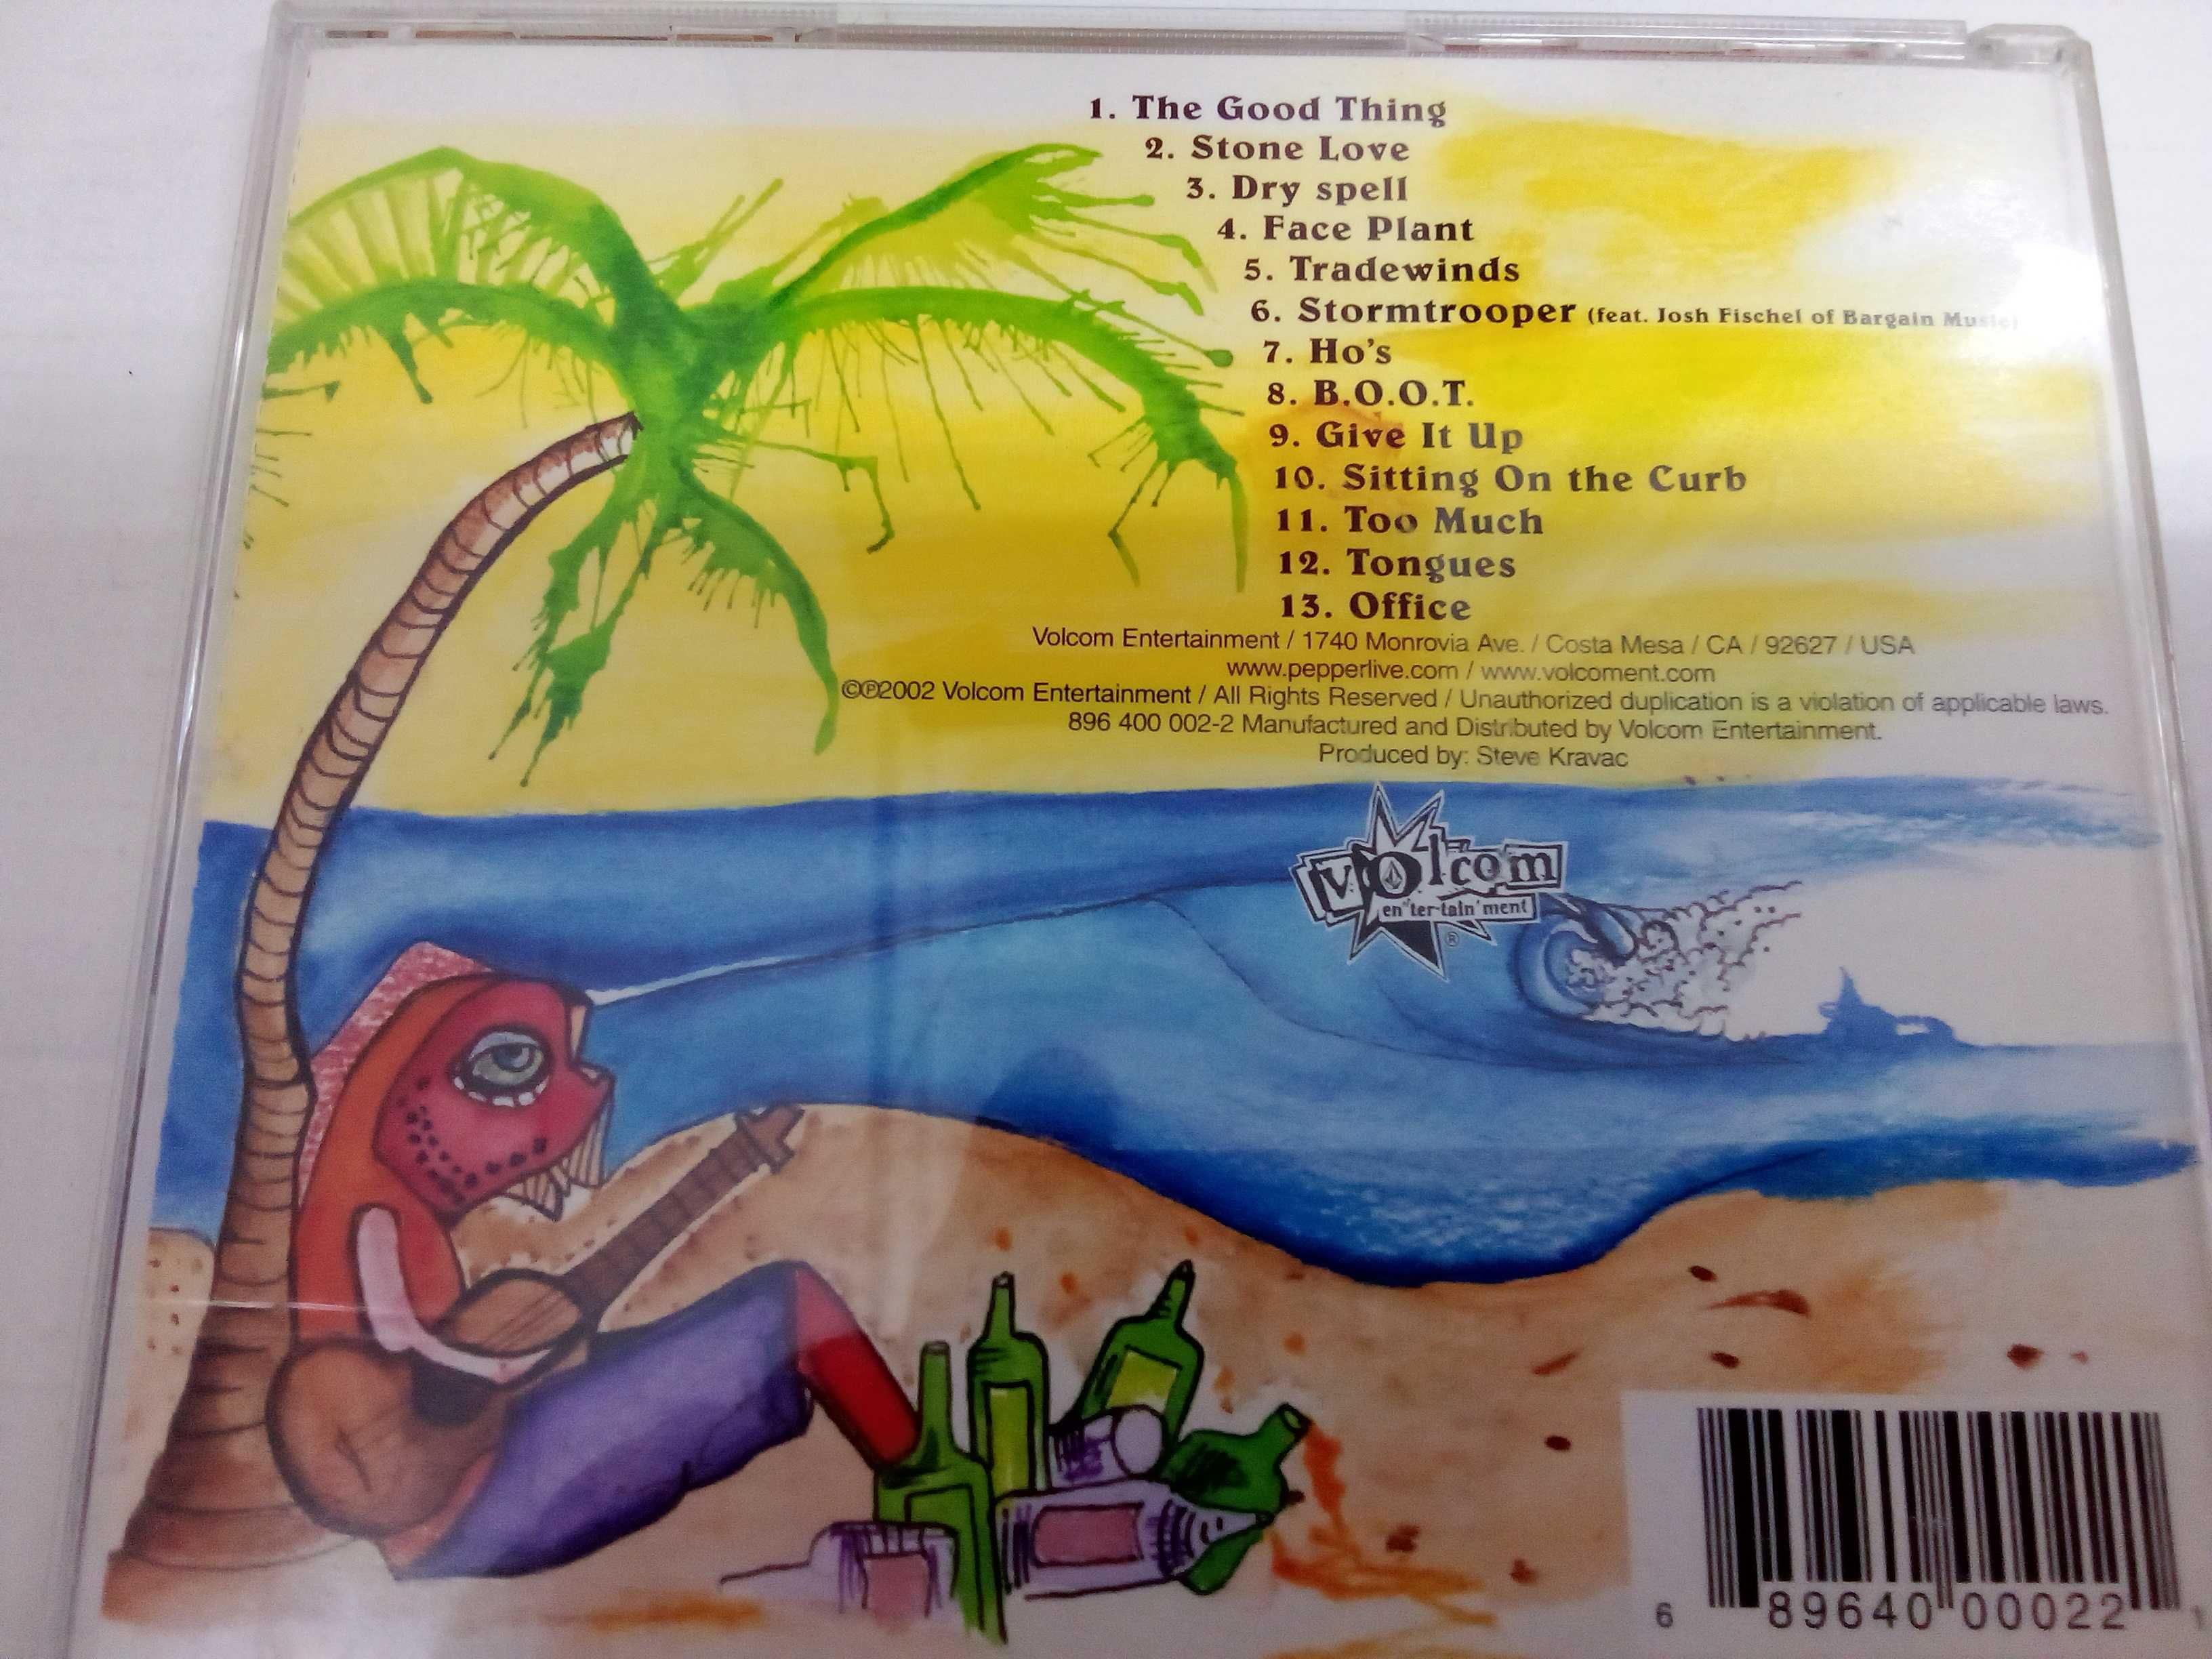 1. The Good Thing
2. Stone Love
3. Dry spell
4. Face Plant
5. Tradewinds
6. Stormtrooper (feat. Josh Fischel of Bargain Music)
7. Ho's
8. B.O.O.T.
9. Give It Up
10. Sitting On the Curb
11. Too Much
12. Tongues
13. Office
Volcom Entertainment / 1740 Monrovia Ave. / Costa Mesa / CA / 92627 / USA
www.pepperlive.com / www.volcoment.com
©℗2002 Volcom Entertainment / All Rights Reserved / Unauthorized duplication is a violation of applicable laws.
896 400 002-2 Manufactured and Distributed by Volcom Entertainment.
Produced by: Steve Kravac
volcom
en"ter-tain'ment
®
6 89640 00022 1